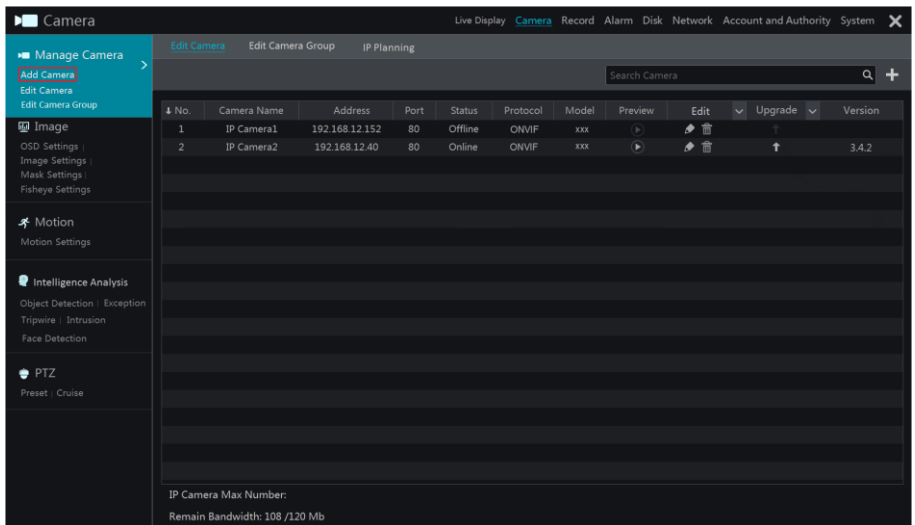 Camera
Live Display Camera Record Alarm Disk Network Account and Authority System
Manage Camera
Add Camera
Edit Camera
Edit Camera Group
Image
OSD Settings |
Image Settings |
Mask Settings |
Fisheye Settings
Motion
Motion Settings
Intelligence Analysis
Object Detection | Exception
Tripwire | Intrusion
Face Detection
PTZ
Preset | Cruise
Edit Camera Edit Camera Group IP Planning
Search Camera
No. Camera Name Address Port Status Protocol Model Preview Edit Upgrade Version
1 IP Camera1 192.168.12.152 80 Offline ONVIF xxx
2 IP Camera2 192.168.12.40 80 Online ONVIF xxx 3.4.2
IP Camera Max Number:
Remain Bandwidth: 108 /120 Mb